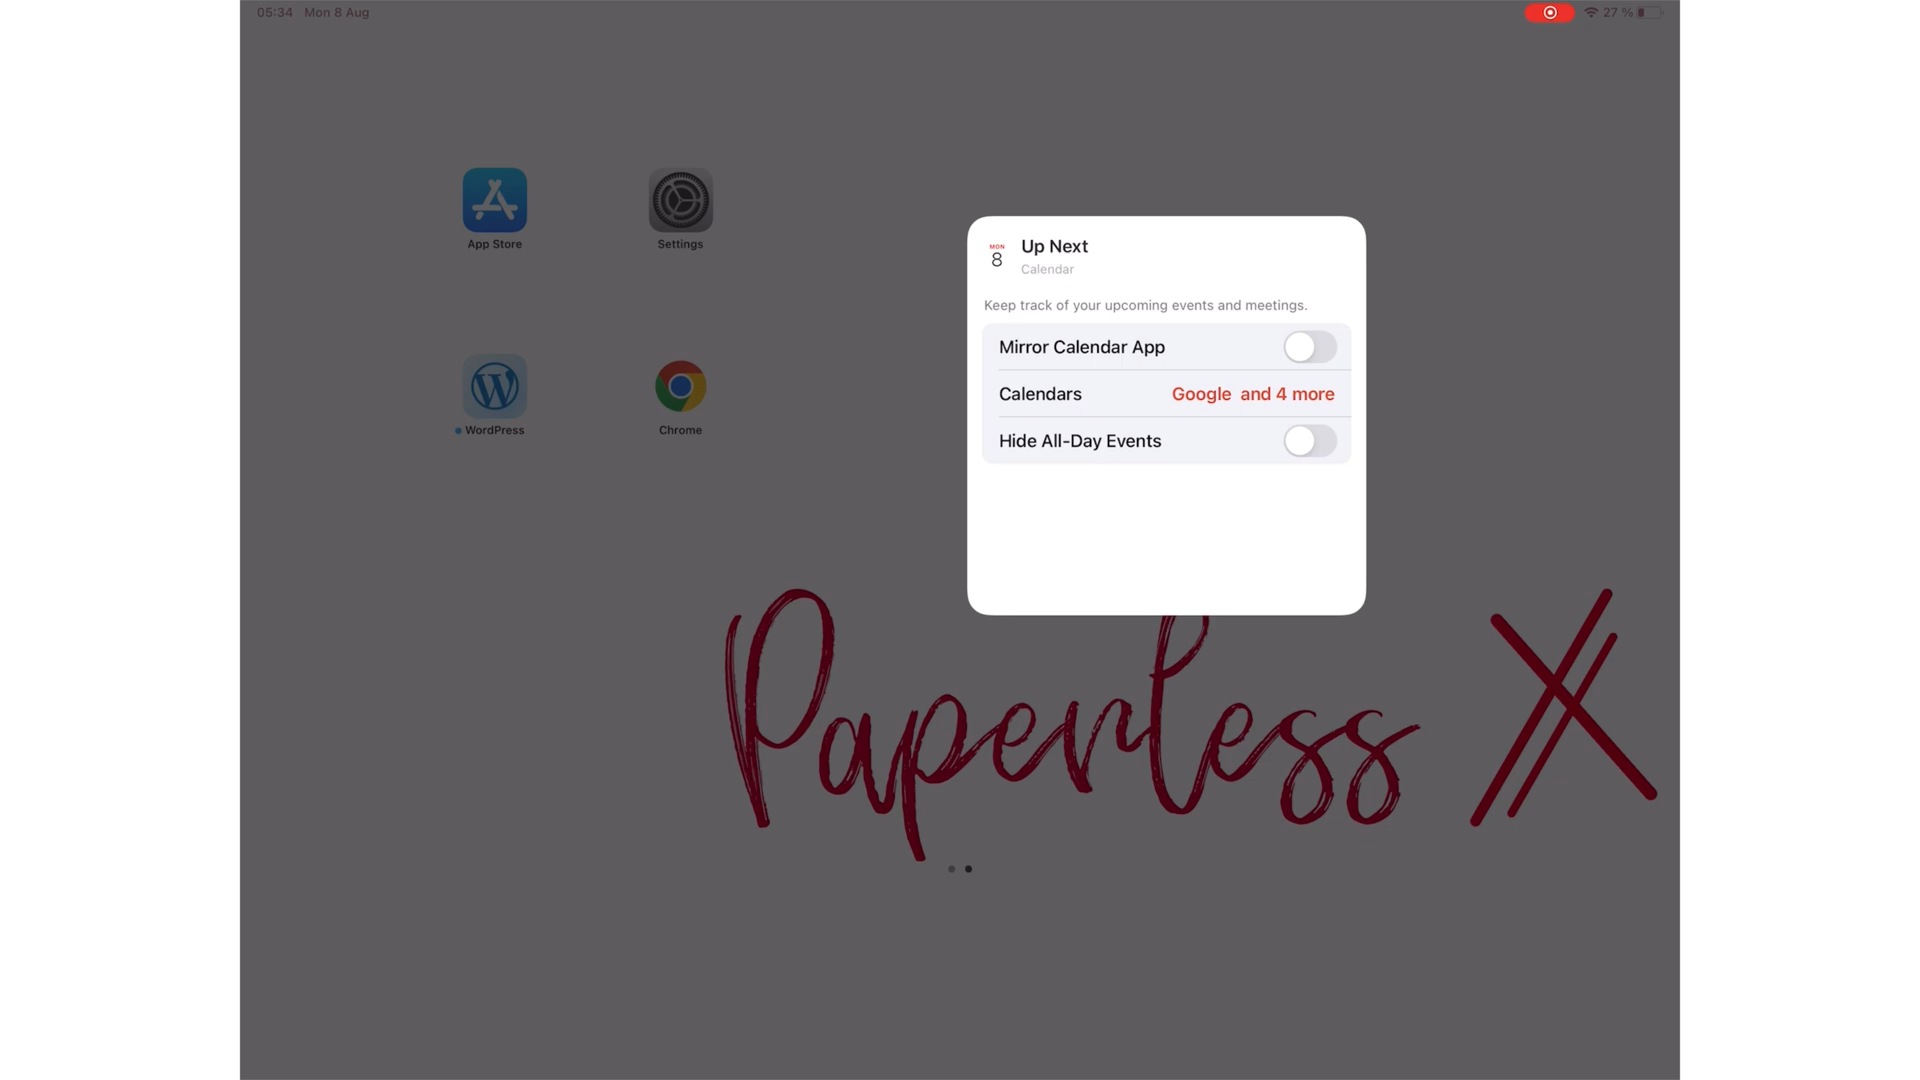 05:34 Mon 8 Aug
27 %
App Store
Settings
WordPress
Chrome
MON
8
Up Next
Calendar
Keep track of your upcoming events and meetings.
Mirror Calendar App
Calendars Google and 4 more
Hide All-Day Events
Paperless X